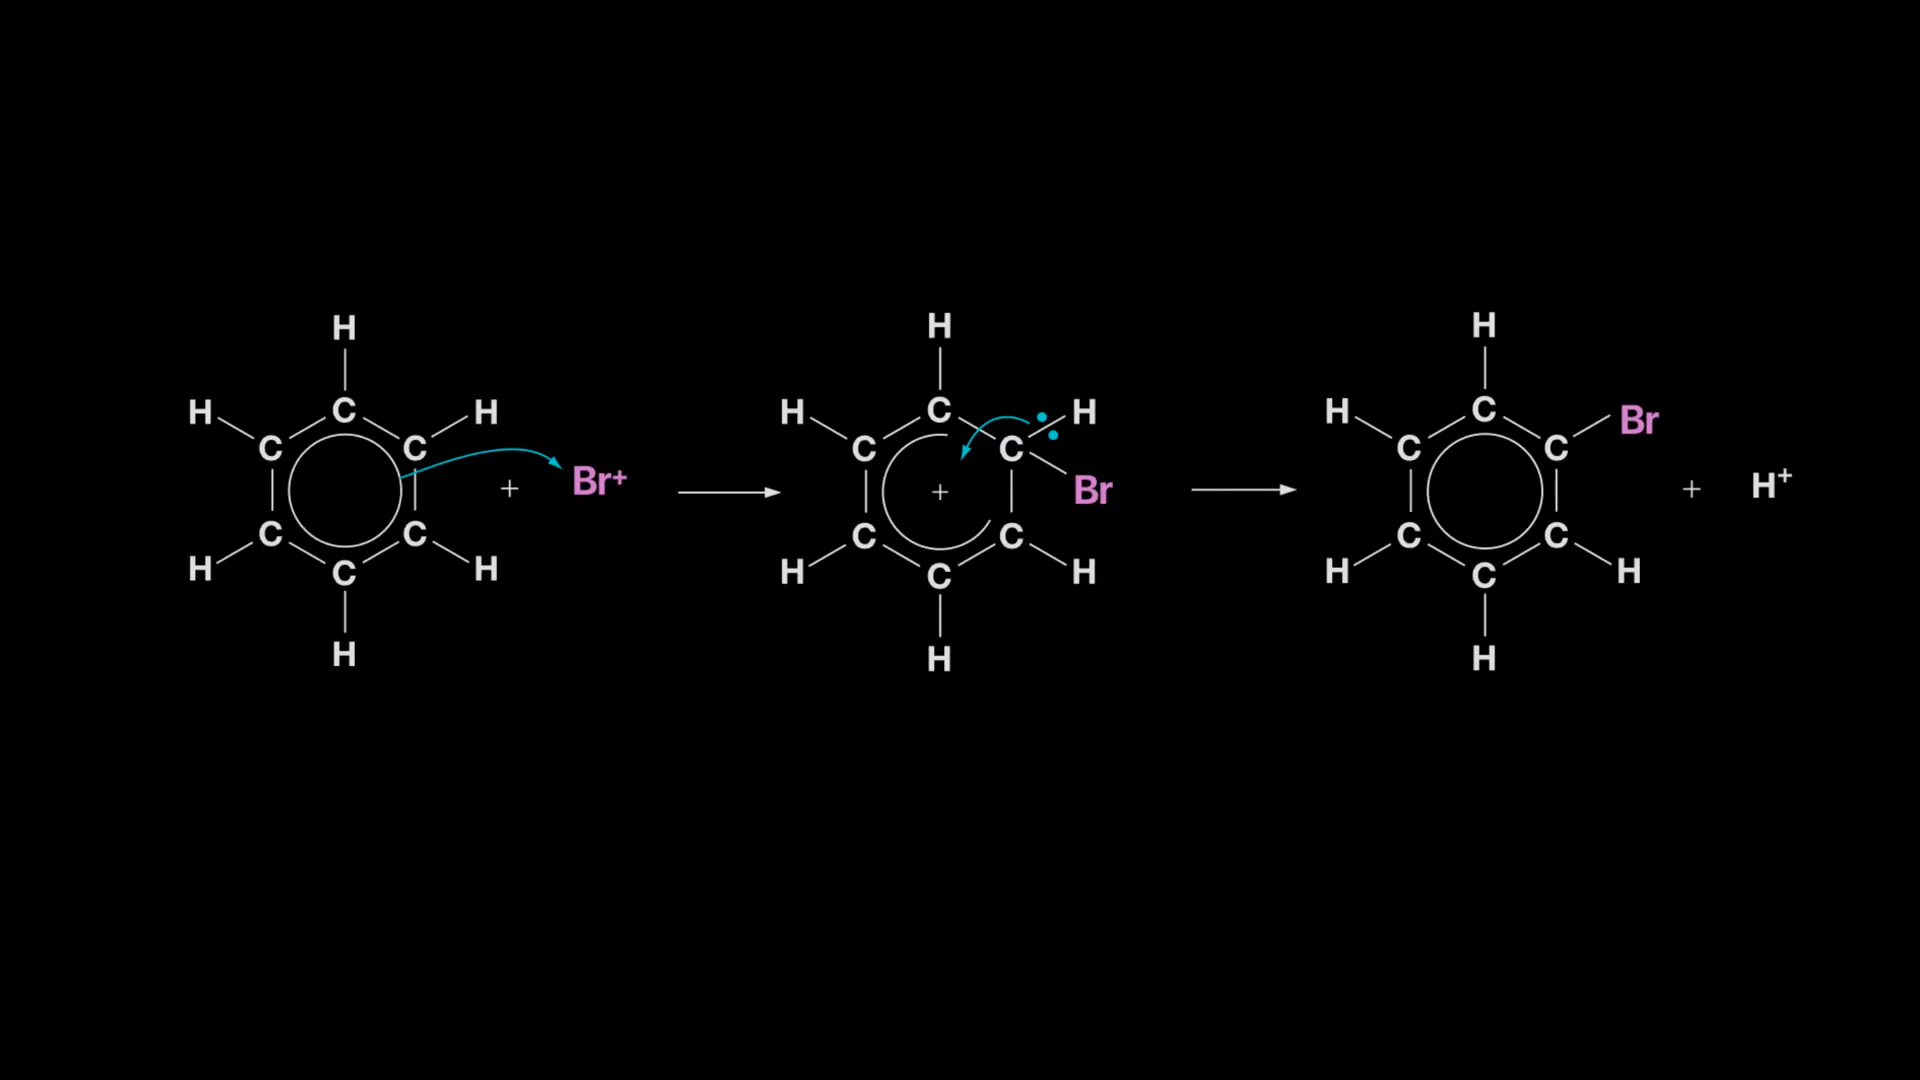 H H H
H H H
C C C
H C C H + Br⁺ H C C H Br H C C Br + H⁺
+
C C C C C C
H C H H C H H C H
H H H